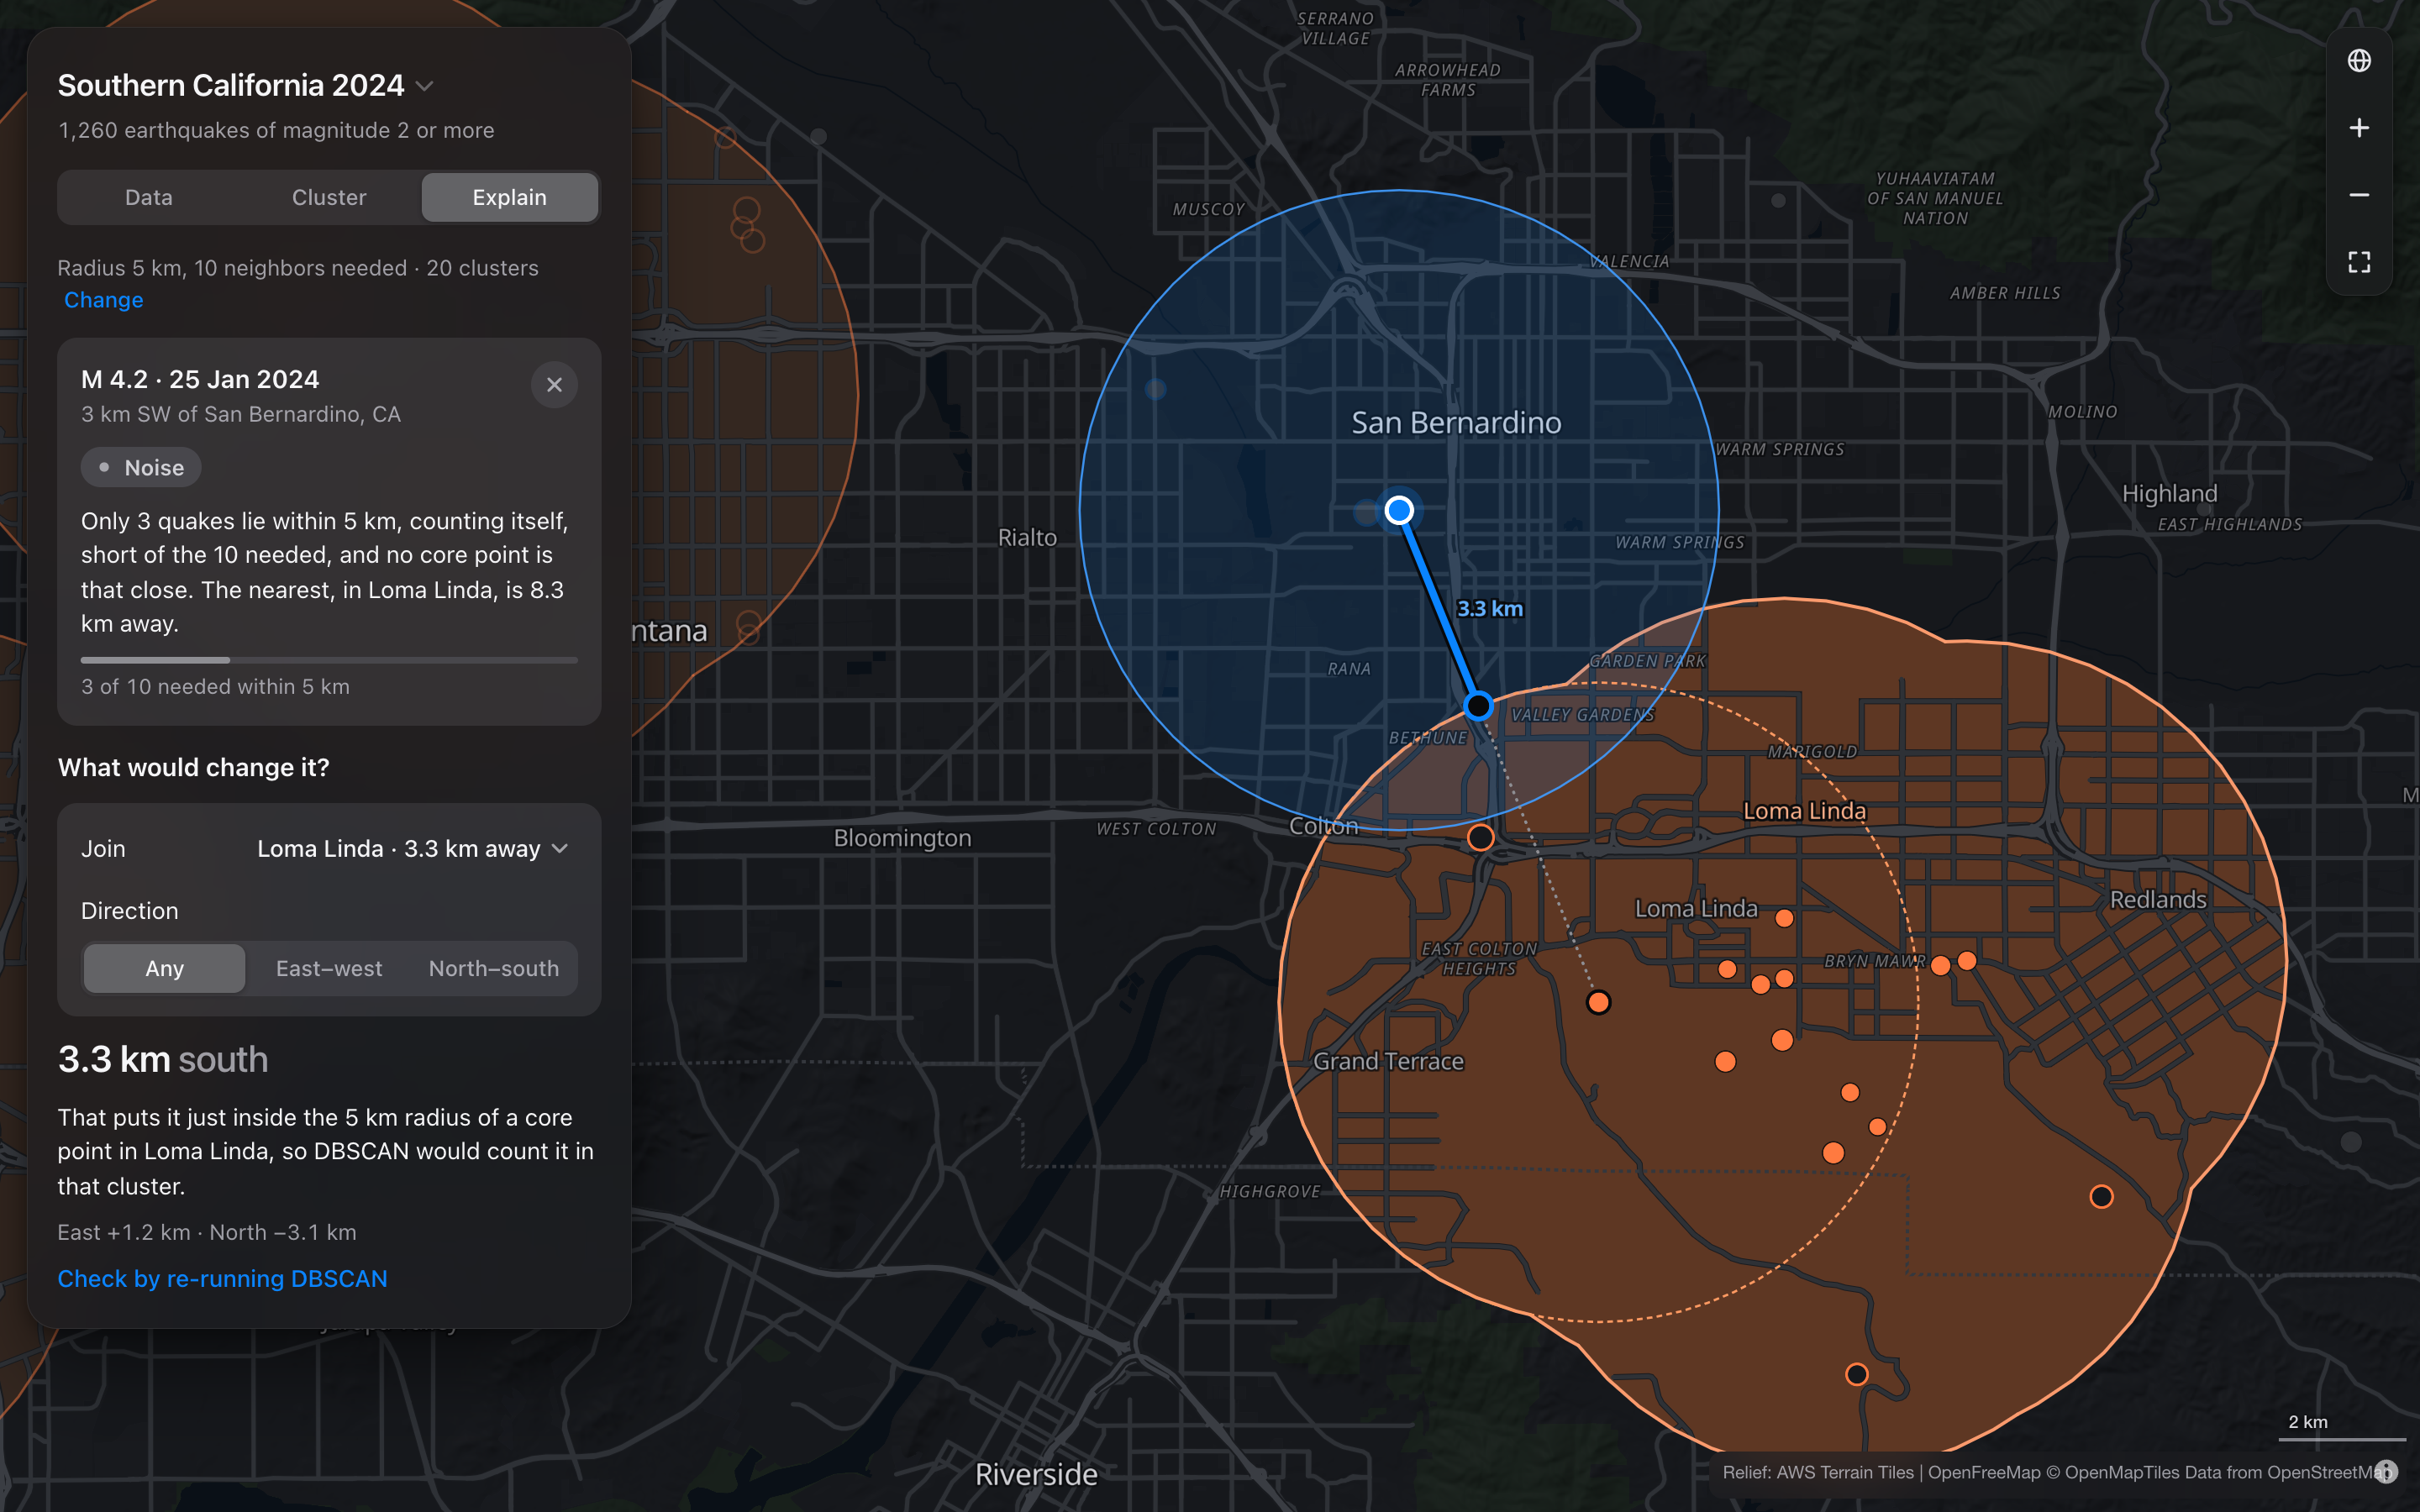 Southern California 2024
1,260 earthquakes of magnitude 2 or more
Data
Cluster
Explain
Radius 5 km, 10 neighbors needed · 20 clusters
Change
M 4.2 · 25 Jan 2024
3 km SW of San Bernardino, CA
Noise
Only 3 quakes lie within 5 km, counting itself,
short of the 10 needed, and no core point is
that close. The nearest, in Loma Linda, is 8.3
km away.
3 of 10 needed within 5 km
What would change it?
Join
Loma Linda · 3.3 km away
Direction
Any
East–west
North–south
3.3 km south
That puts it just inside the 5 km radius of a core
point in Loma Linda, so DBSCAN would count it in
that cluster.
East +1.2 km · North −3.1 km
Check by re-running DBSCAN
SERRANO
VILLAGE
ARROWHEAD
FARMS
MUSCOY
YUHAAVIATAM
OF SAN MANUEL
NATION
VALENCIA
AMBER HILLS
MOLINO
San Bernardino
WARM SPRINGS
Highland
EAST HIGHLANDS
Rialto
WARM SPRINGS
3.3 km
ntana
RANA
GARDEN PARK
VALLEY GARDENS
BETHUNE
MARIGOLD
M
Loma Linda
Colton
WEST COLTON
Bloomington
Loma Linda
Redlands
EAST COLTON
HEIGHTS
BRYN MAWR
Grand Terrace
HIGHGROVE
Riverside
2 km
Relief: AWS Terrain Tiles | OpenFreeMap © OpenMapTiles Data from OpenStreetMap